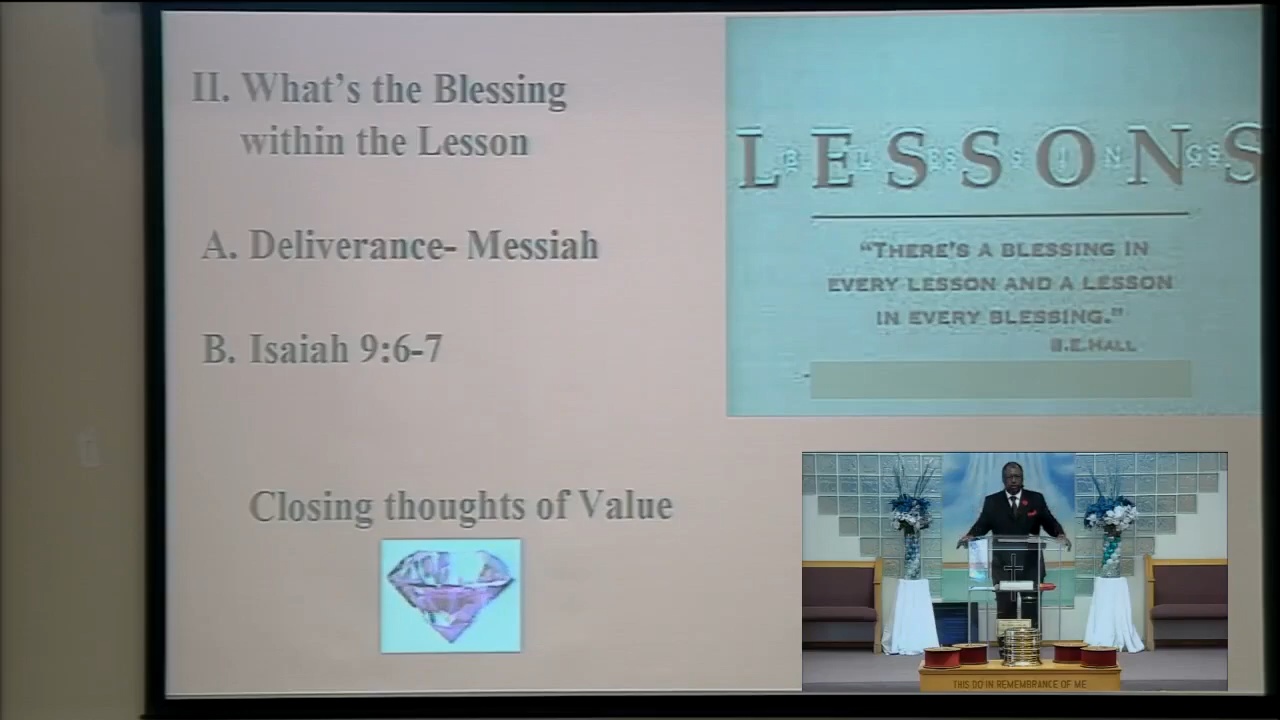 II. What's the Blessing
within the Lesson
A. Deliverance- Messiah
B. Isaiah 9:6-7
Closing thoughts of Value
LESSONS
BLESSINGS
“THERE'S A BLESSING IN
EVERY LESSON AND A LESSON
IN EVERY BLESSING.”
B.E.HALL
THIS DO IN REMEMBRANCE OF ME